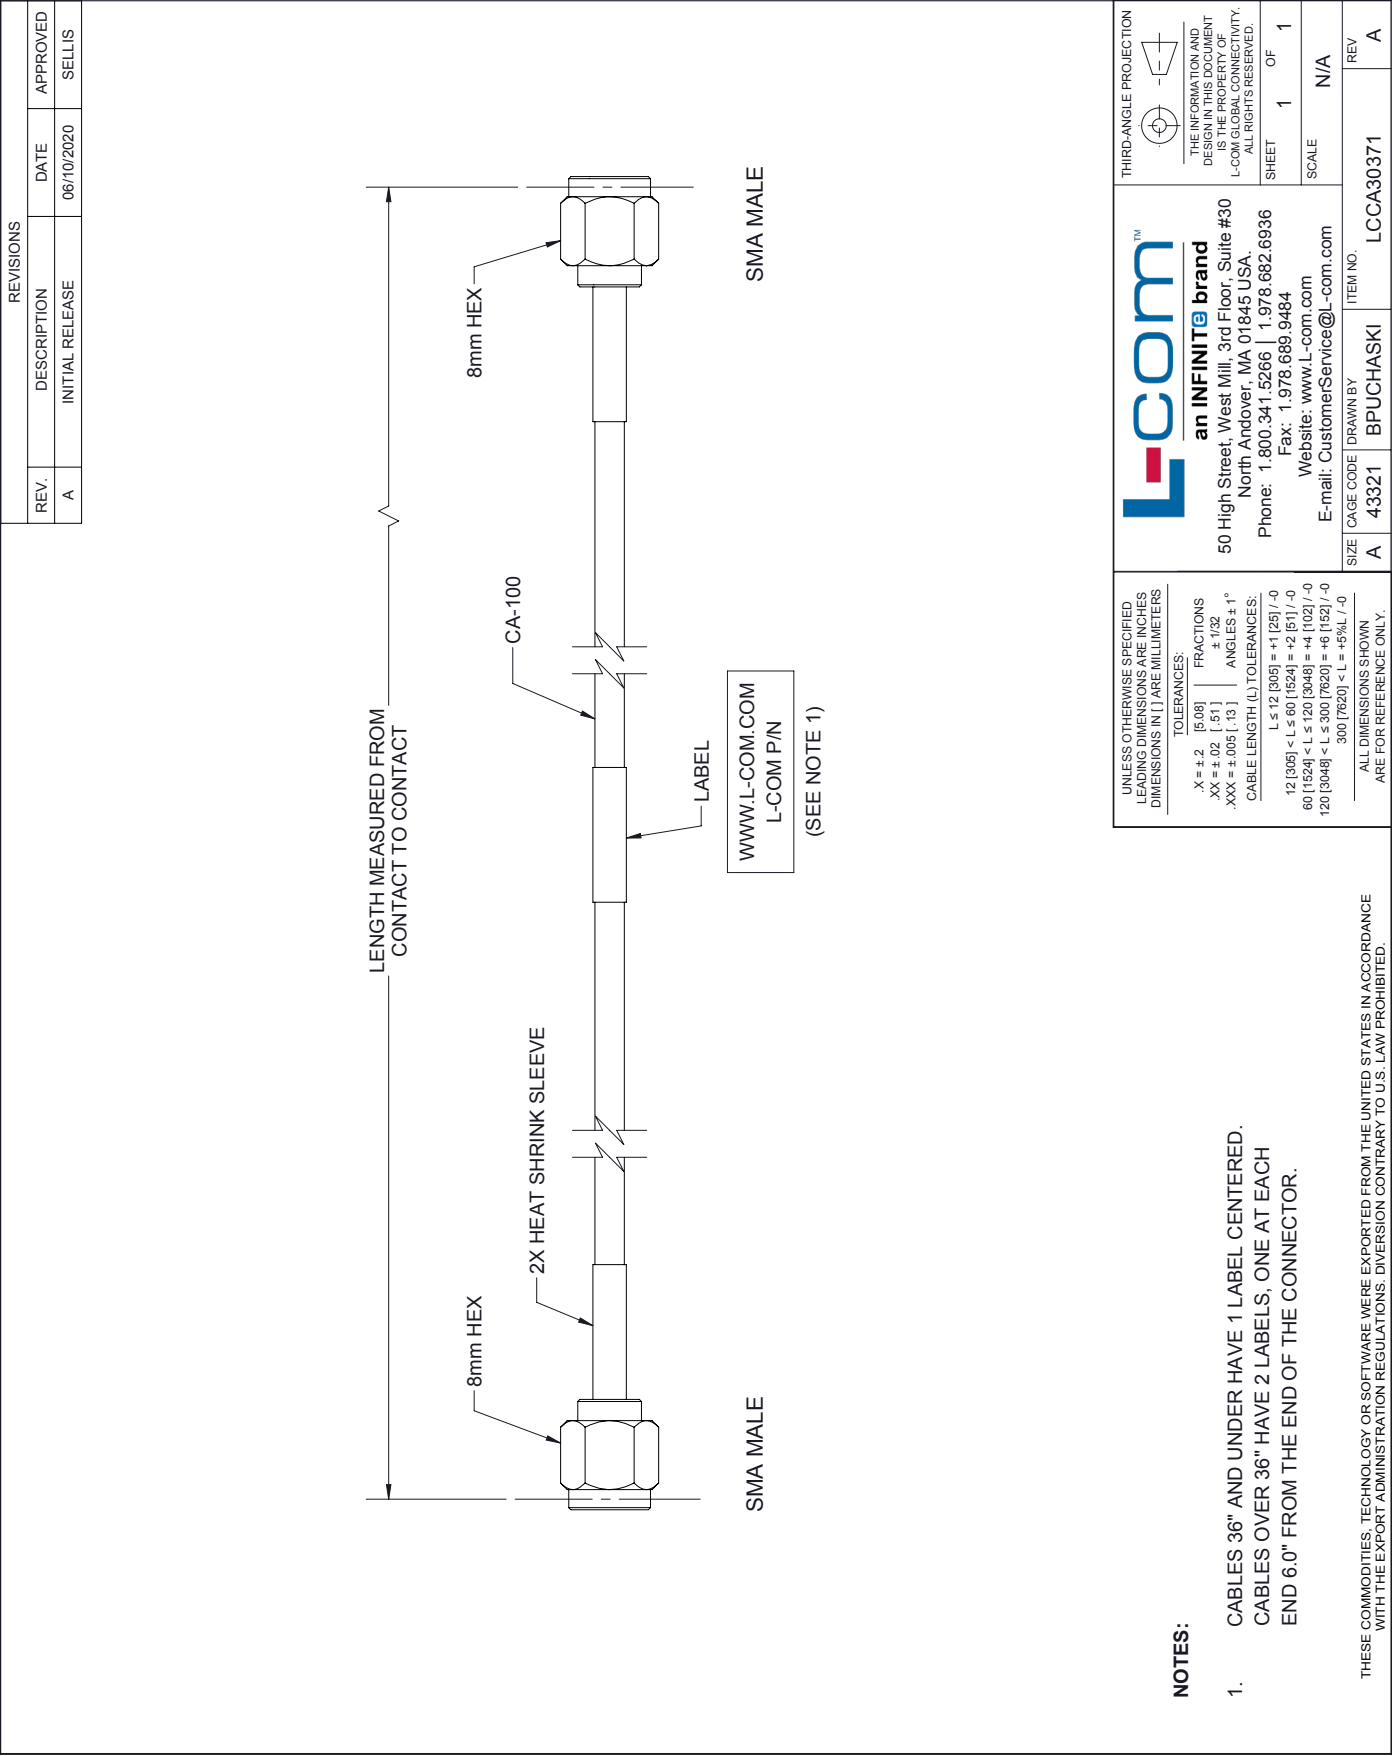 REVISIONS
REV.
DESCRIPTION
DATE
APPROVED
A
INITIAL RELEASE
06/10/2020
SELLIS
LENGTH MEASURED FROM
CONTACT TO CONTACT
8mm HEX
2X HEAT SHRINK SLEEVE
CA-100
8mm HEX
LABEL
WWW.L-COM.COM
L-COM P/N
(SEE NOTE 1)
SMA MALE
SMA MALE
NOTES:
1. CABLES 36" AND UNDER HAVE 1 LABEL CENTERED.
CABLES OVER 36" HAVE 2 LABELS, ONE AT EACH
END 6.0" FROM THE END OF THE CONNECTOR.
THESE COMMODITIES, TECHNOLOGY OR SOFTWARE WERE EXPORTED FROM THE UNITED STATES IN ACCORDANCE
WITH THE EXPORT ADMINISTRATION REGULATIONS. DIVERSION CONTRARY TO U.S. LAW PROHIBITED.
UNLESS OTHERWISE SPECIFIED
LEADING DIMENSIONS ARE INCHES
DIMENSIONS IN [ ] ARE MILLIMETERS
TOLERANCES:
.X = ±.2 [5.08]
.XX = ±.02 [.51]
.XXX = ±.005 [.13]
FRACTIONS
± 1/32
ANGLES ± 1°
CABLE LENGTH (L) TOLERANCES:
L ≤ 12 [305] = +1 [25] / -0
12 [305] < L ≤ 60 [1524] = +2 [51] / -0
60 [1524] < L ≤ 120 [3048] = +4 [102] / -0
120 [3048] < L ≤ 300 [7620] = +6 [152] / -0
300 [7620] < L = +5%L / -0
ALL DIMENSIONS SHOWN
ARE FOR REFERENCE ONLY.
L-com™
an INFINITe brand
50 High Street, West Mill, 3rd Floor, Suite #30
North Andover, MA 01845 USA.
Phone: 1.800.341.5266 | 1.978.682.6936
Fax: 1.978.689.9484
Website: www.L-com.com
E-mail: CustomerService@L-com.com
THIRD-ANGLE PROJECTION
THE INFORMATION AND
DESIGN IN THIS DOCUMENT
IS THE PROPERTY OF
L-COM GLOBAL CONNECTIVITY.
ALL RIGHTS RESERVED.
SHEET 1 OF 1
SCALE N/A
SIZE
A
CAGE CODE
43321
DRAWN BY
BPUCHASKI
ITEM NO.
LCCA30371
REV
A